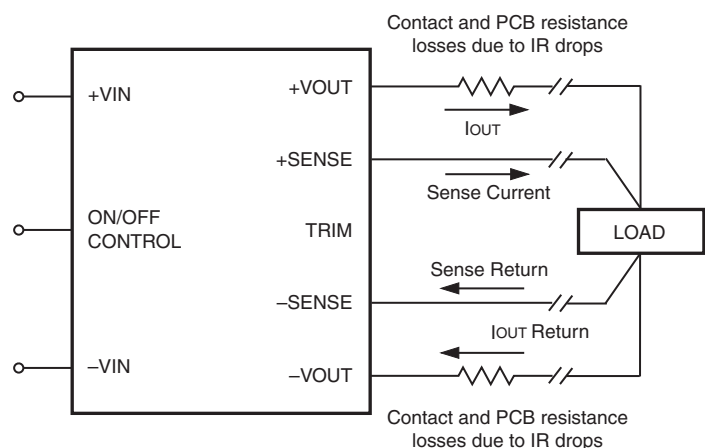 Contact and PCB resistance
losses due to IR drops
+VOUT
+VIN
IOUT
+SENSE
Sense Current
ON/OFF
CONTROL
TRIM
LOAD
Sense Return
–SENSE
IOUT Return
–VIN
–VOUT
Contact and PCB resistance
losses due to IR drops